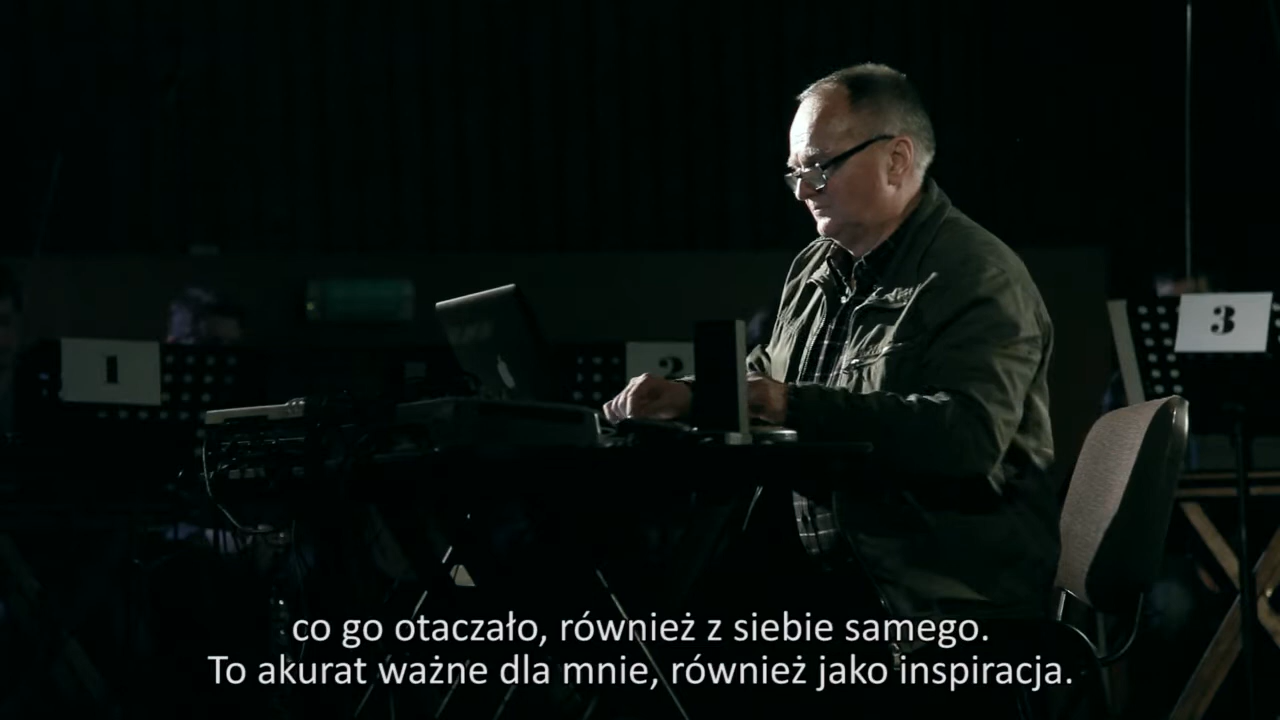 1
2
3
co go otaczało, również z siebie samego.
To akurat ważne dla mnie, również jako inspiracja.